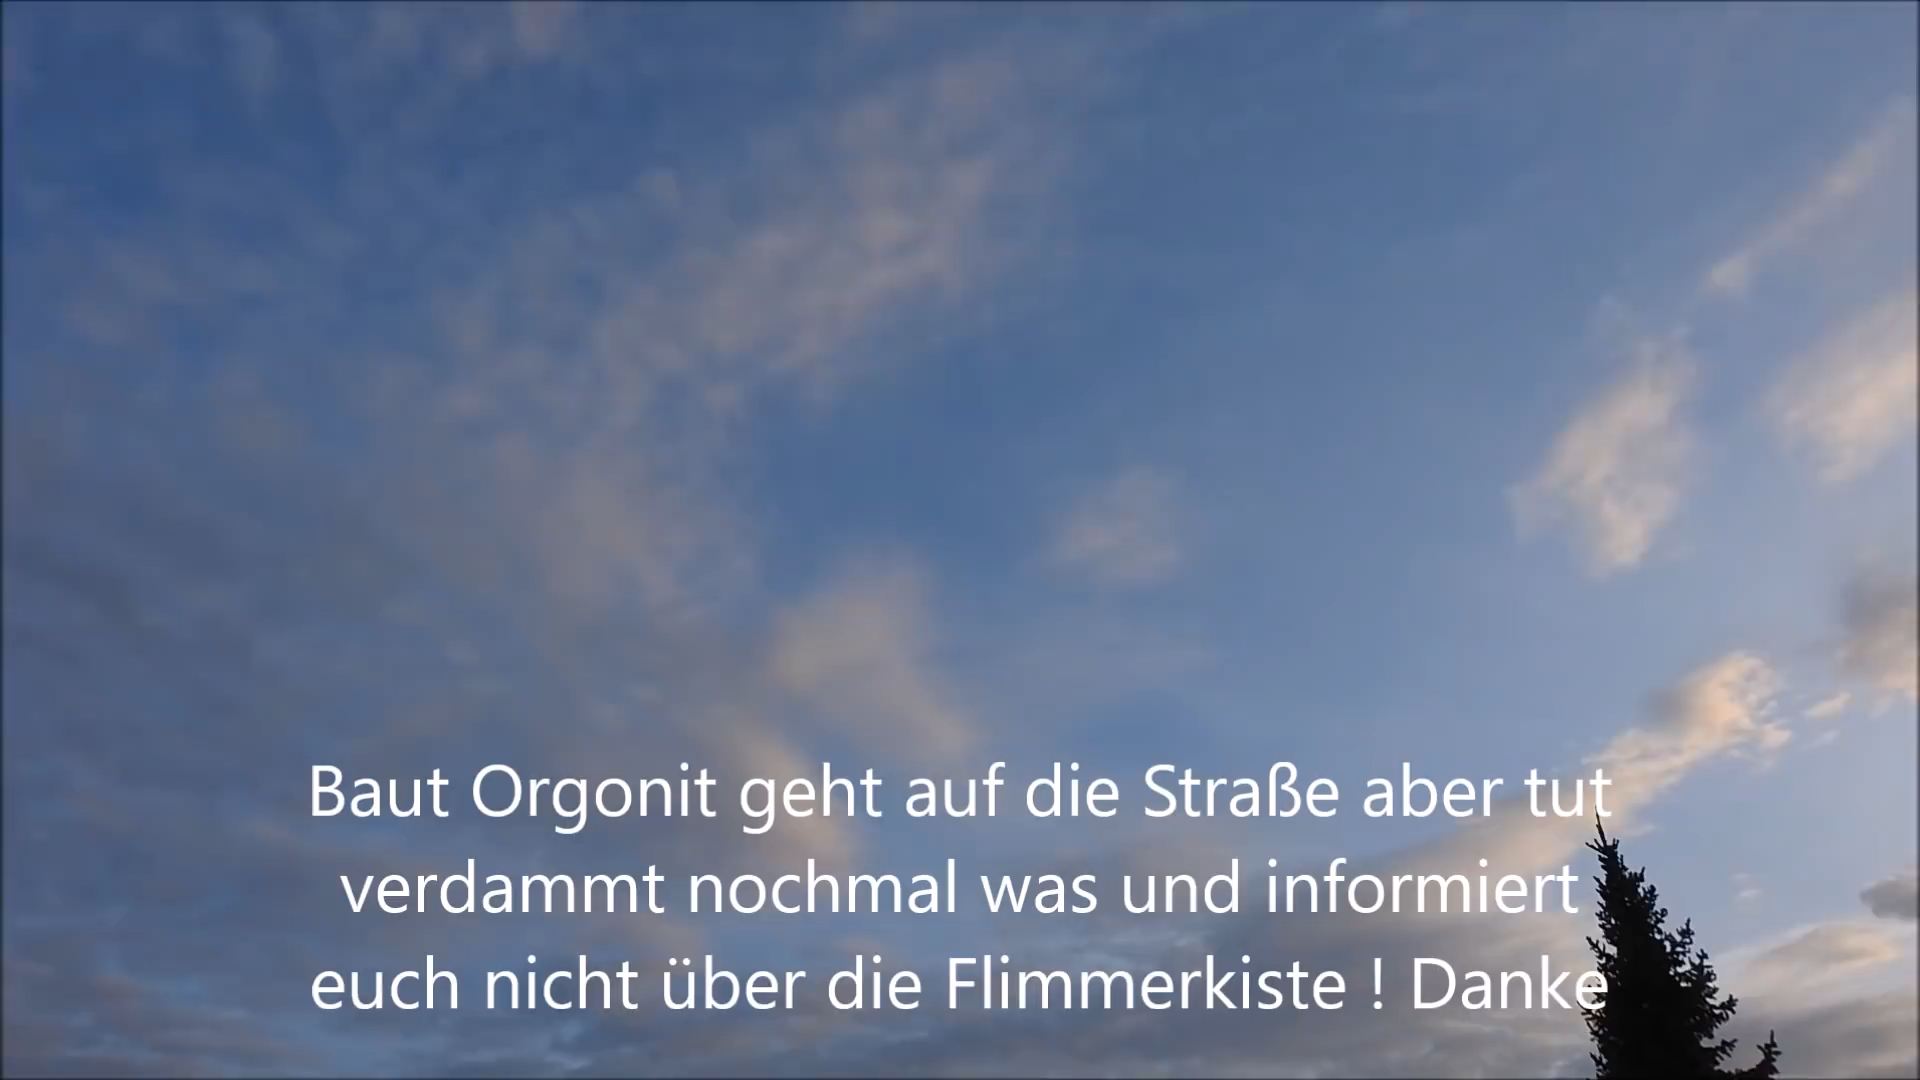 Baut Orgonit geht auf die Straße aber tut
verdammt nochmal was und informiert
euch nicht über die Flimmerkiste ! Danke